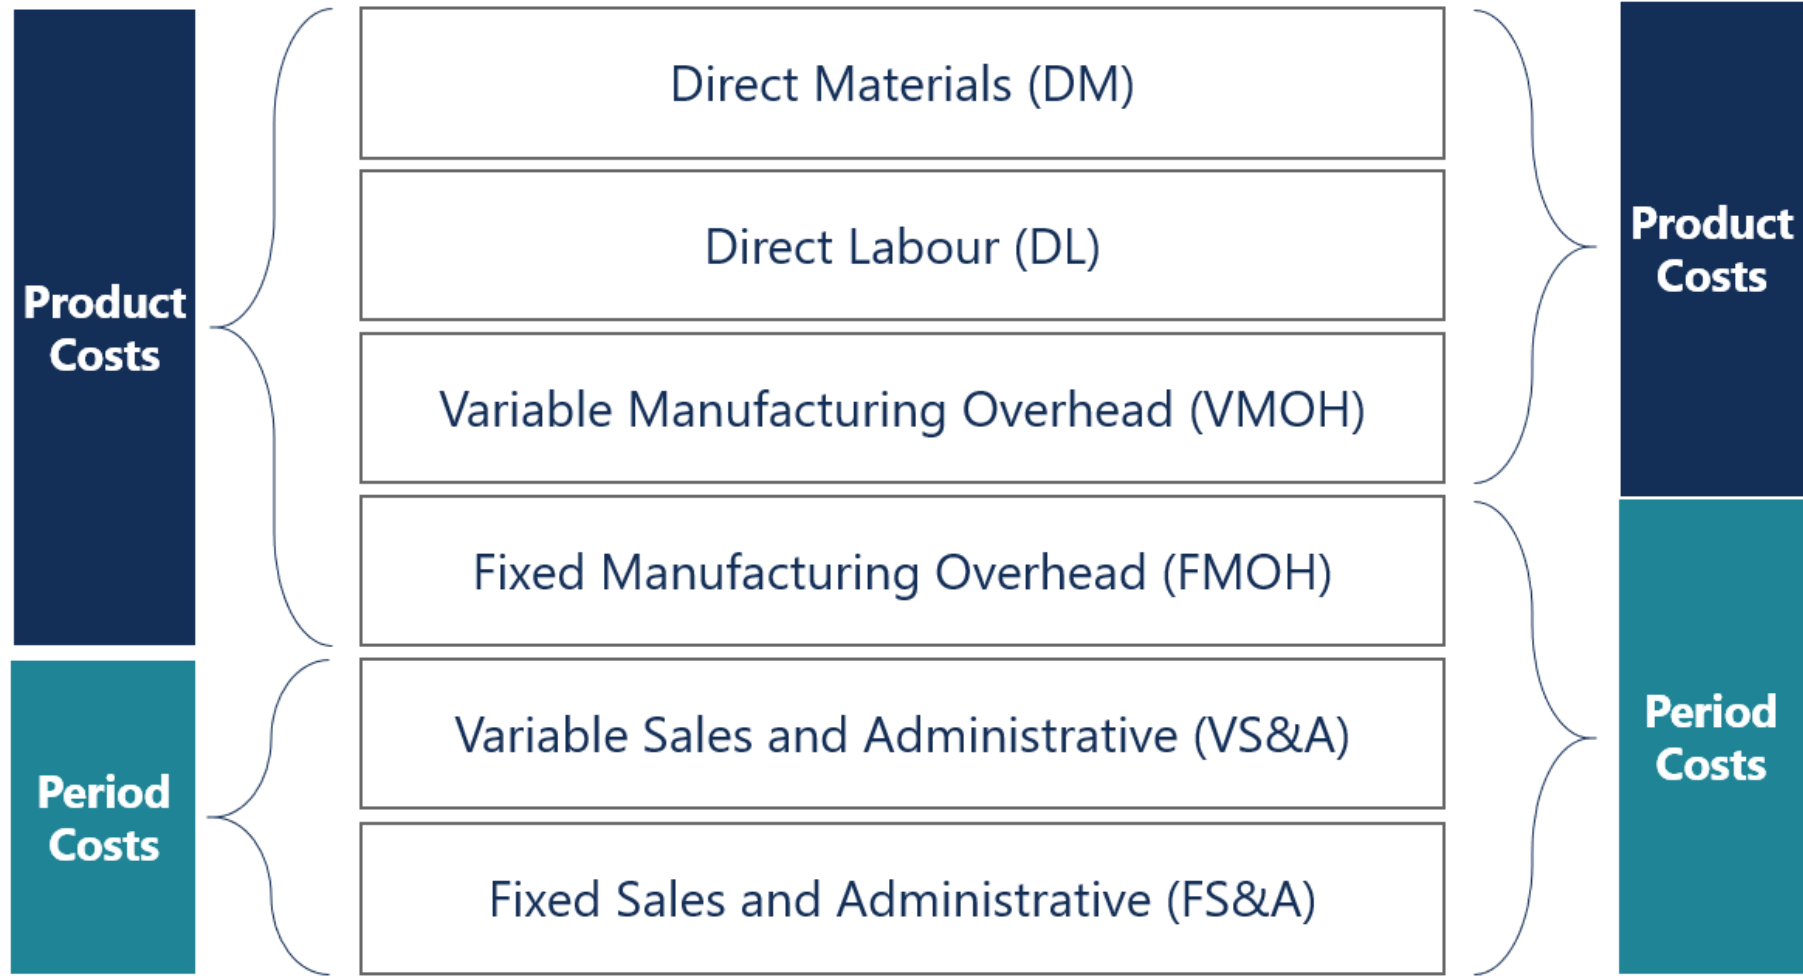 Product
Costs
Period
Costs
Direct Materials (DM)
Direct Labour (DL)
Variable Manufacturing Overhead (VMOH)
Fixed Manufacturing Overhead (FMOH)
Variable Sales and Administrative (VS&A)
Fixed Sales and Administrative (FS&A)
Product
Costs
Period
Costs